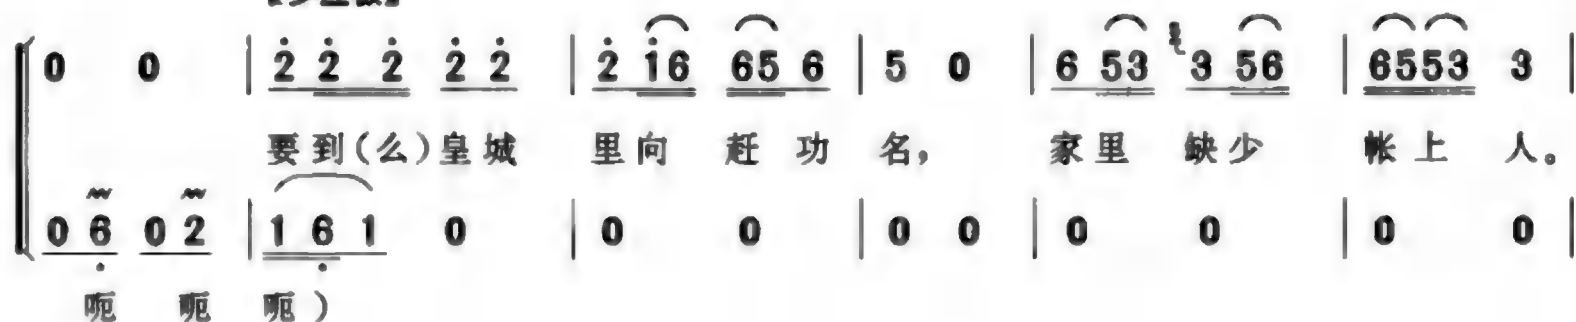 0 0 | 2 2 2 2 2 | 2 i6 65 6 | 5 0 | 6 53 3 56 | 6553 3 |
要到(么)皇城 里向 赶功 名, 家里 缺少 帐上 人。
0 6 0 2 | 1 6 1 0 | 0 0 | 0 0 | 0 0 | 0 0 |
呃 呃 呃)